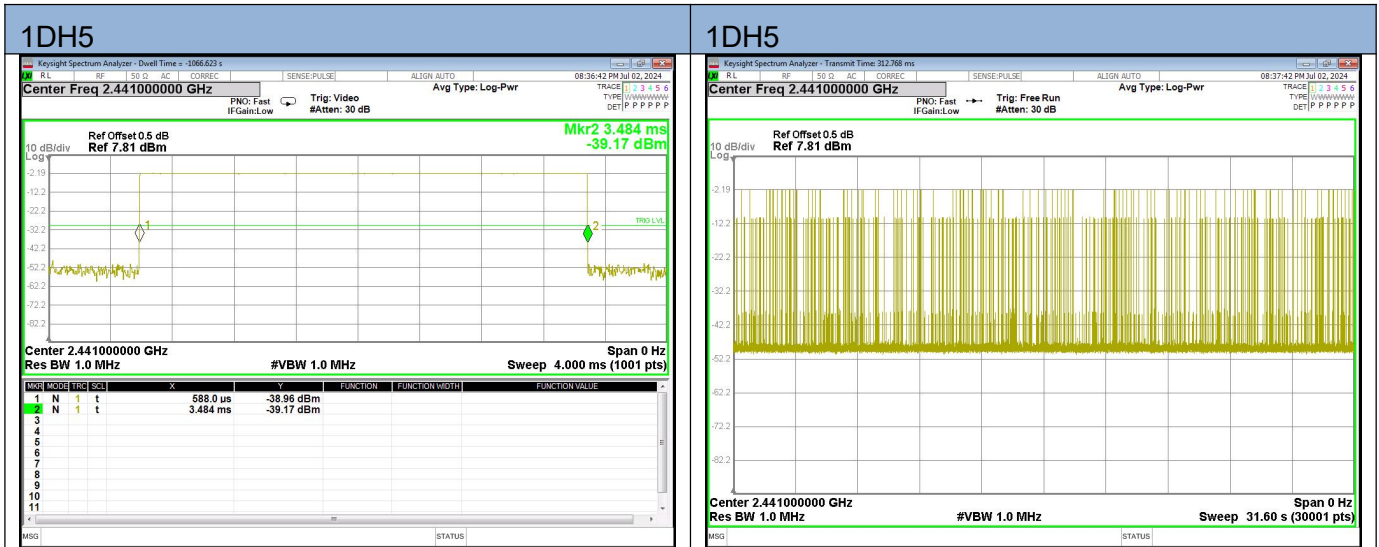 1DH5
Keysight Spectrum Analyzer - Dwell Time = -1066.623 s
LXI RL RF 50 Ω AC CORREC SENSE:PULSE ALIGN AUTO 08:36:42 PM Jul 02, 2024
Center Freq 2.441000000 GHz
Avg Type: Log-Pwr
TRACE 1 2 3 4 5 6
TYPE WWWWWW
DET P P P P P P
PNO: Fast
IFGain:Low
Trig: Video
#Atten: 30 dB
Mkr2 3.484 ms
-39.17 dBm
Ref Offset 0.5 dB
10 dB/div Ref 7.81 dBm
Log
-2.19
-12.2
-22.2
TRIG LVL
-32.2
1
2
-42.2
-52.2
-62.2
-72.2
-82.2
Center 2.441000000 GHz Span 0 Hz
Res BW 1.0 MHz #VBW 1.0 MHz Sweep 4.000 ms (1001 pts)
MKR MODE TRC SCL X Y FUNCTION FUNCTION WIDTH FUNCTION VALUE
1 N 1 t 588.0 µs -38.96 dBm
2 N 1 t 3.484 ms -39.17 dBm
3
4
5
6
7
8
9
10
11
MSG STATUS
1DH5
Keysight Spectrum Analyzer - Transmit Time: 312.768 ms
LXI RL RF 50 Ω AC CORREC SENSE:PULSE ALIGN AUTO 08:37:42 PM Jul 02, 2024
Center Freq 2.441000000 GHz
Avg Type: Log-Pwr
TRACE 1 2 3 4 5 6
TYPE WWWWWW
DET P P P P P P
PNO: Fast
IFGain:Low
Trig: Free Run
#Atten: 30 dB
Ref Offset 0.5 dB
10 dB/div Ref 7.81 dBm
Log
-2.19
-12.2
-22.2
-32.2
-42.2
-52.2
-62.2
-72.2
-82.2
Center 2.441000000 GHz Span 0 Hz
Res BW 1.0 MHz #VBW 1.0 MHz Sweep 31.60 s (30001 pts)
MSG STATUS